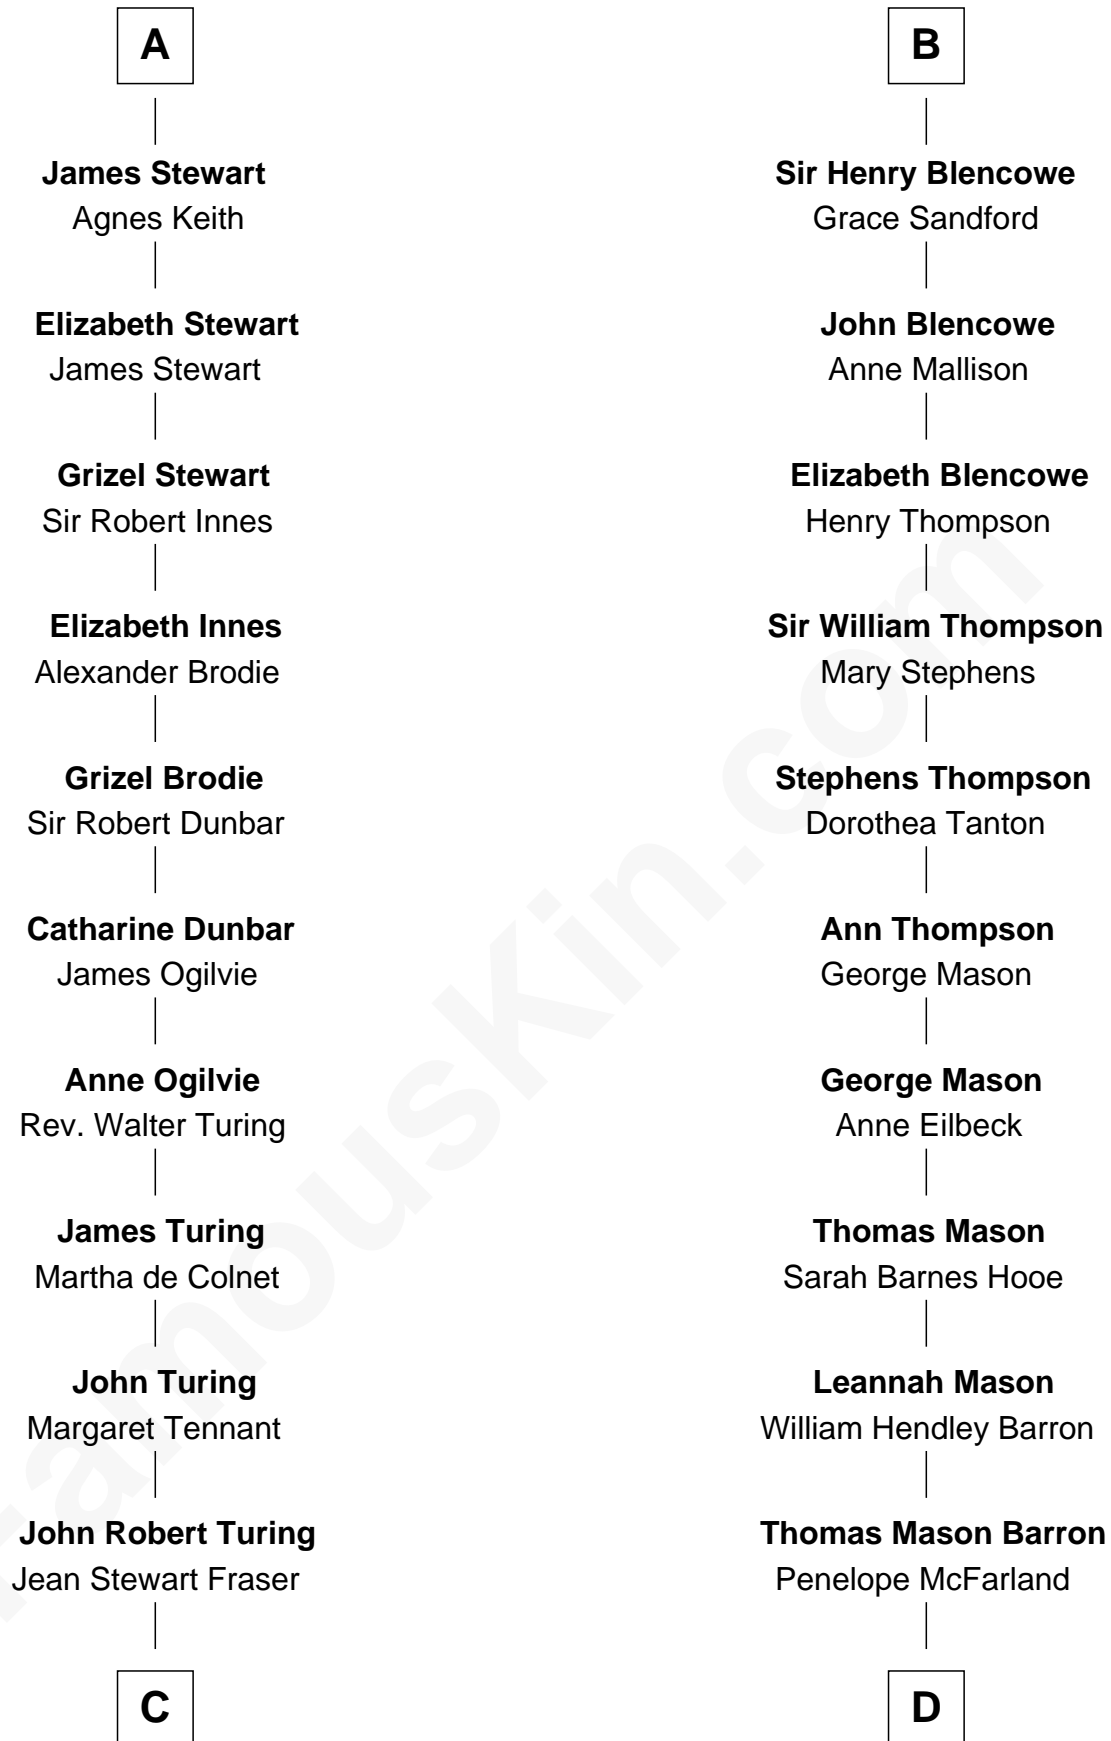 A
James Stewart
Agnes Keith
Elizabeth Stewart
James Stewart
Grizel Stewart
Sir Robert Innes
Elizabeth Innes
Alexander Brodie
Grizel Brodie
Sir Robert Dunbar
Catharine Dunbar
James Ogilvie
Anne Ogilvie
Rev. Walter Turing
James Turing
Martha de Colnet
John Turing
Margaret Tennant
John Robert Turing
Jean Stewart Fraser
C
B
Sir Henry Blencowe
Grace Sandford
John Blencowe
Anne Mallison
Elizabeth Blencowe
Henry Thompson
Sir William Thompson
Mary Stephens
Stephens Thompson
Dorothea Tanton
Ann Thompson
George Mason
George Mason
Anne Eilbeck
Thomas Mason
Sarah Barnes Hooe
Leannah Mason
William Hendley Barron
Thomas Mason Barron
Penelope McFarland
D
FamousKin.com